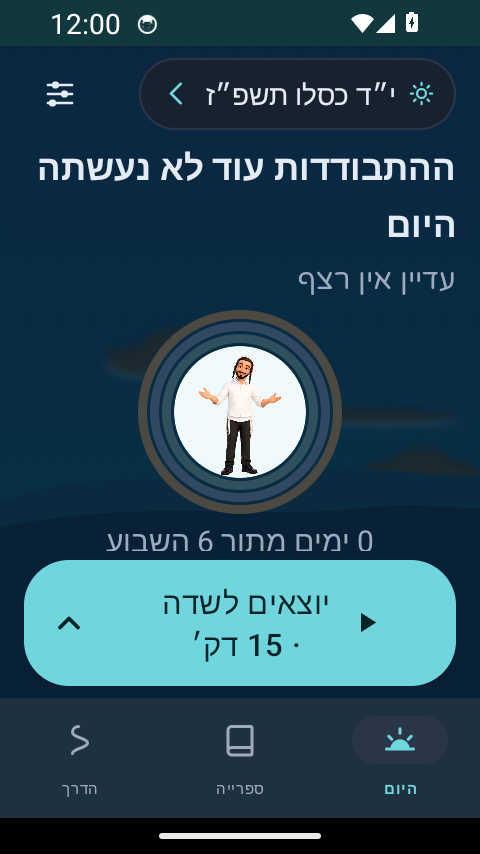 12:00
י״ד כסלו תשפ״ז
ההתבודדות עוד לא נעשתה
היום
עדיין אין רצף
0 ימים מתוך 6 השבוע
יוצאים לשדה
· 15 דק׳
היום
ספרייה
הדרך